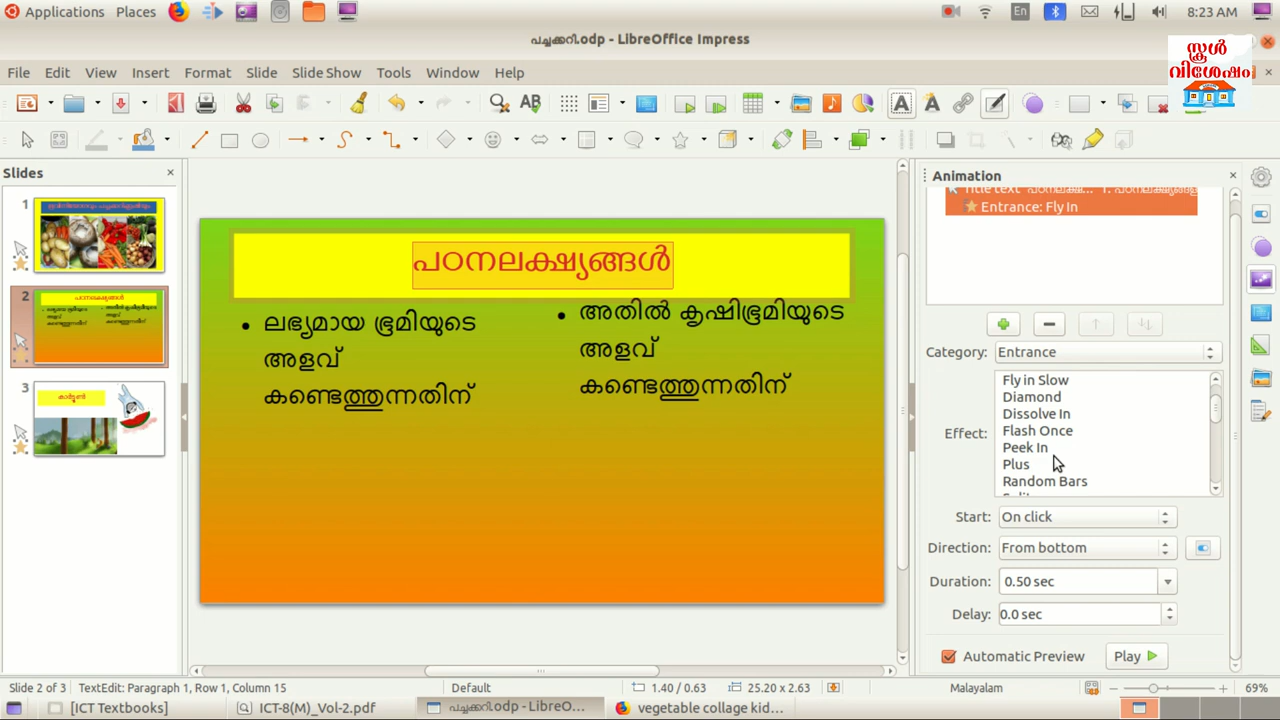 Applications Places En 8:23 AM
പച്ചക്കറി.odp - LibreOffice Impress
സ്കൂൾ
വിശേഷം
File Edit View Insert Format Slide Slide Show Tools Window Help
Slides
Animation
1
2
3
കാർട്ടൂൺ
പഠനലക്ഷ്യങ്ങൾ
• ലഭ്യമായ ഭൂമിയുടെ
അളവ്
കണ്ടെത്തുന്നതിന്
• അതിൽ കൃഷിഭൂമിയുടെ
അളവ്
കണ്ടെത്തുന്നതിന്
Entrance: Fly In
Category: Entrance
Effect:
Fly in Slow
Diamond
Dissolve In
Flash Once
Peek In
Plus
Random Bars
Start: On click
Direction: From bottom
Duration: 0.50 sec
Delay: 0.0 sec
Automatic Preview Play
Slide 2 of 3 TextEdit: Paragraph 1, Row 1, Column 15 Default 1.40 / 0.63 25.20 x 2.63 Malayalam 69%
[ICT Textbooks] ICT-8(M)_Vol-2.pdf പച്ചക്കറി.odp - LibreO... vegetable collage kid...